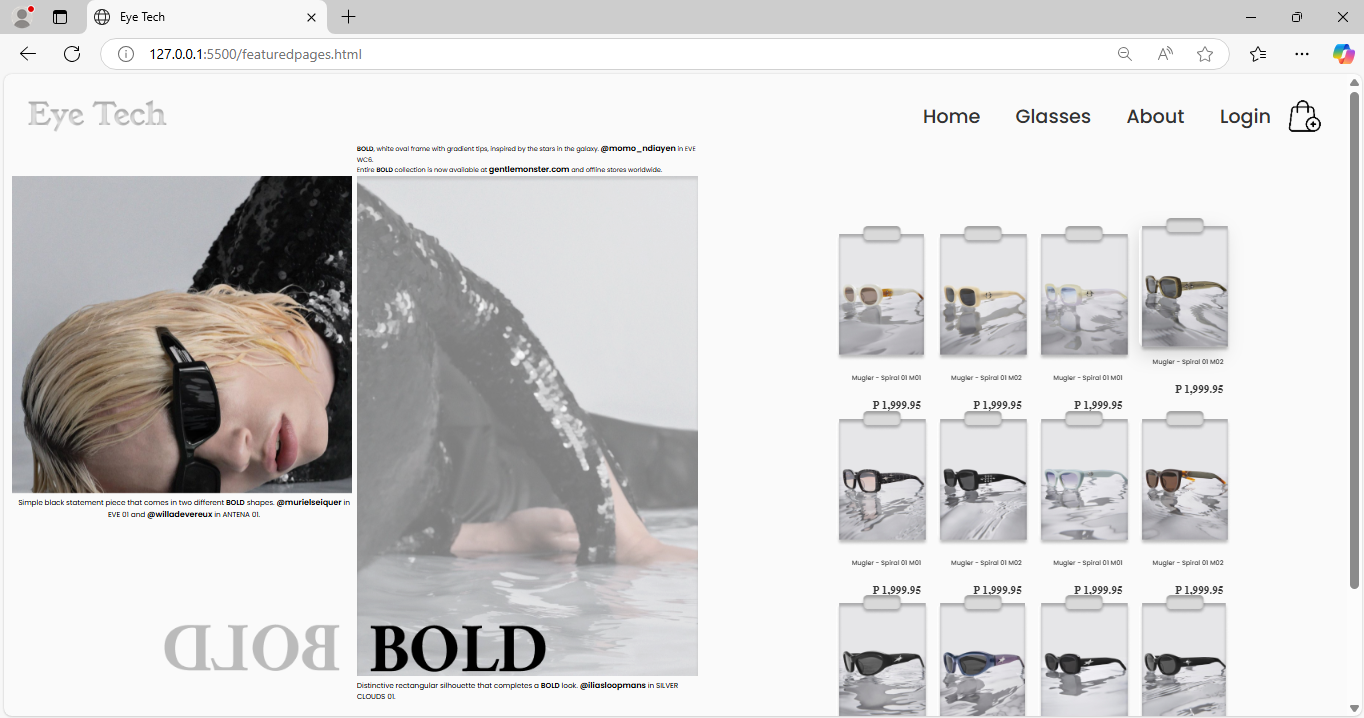 Eye Tech
127.0.0.1:5500/featuredpages.html
Eye Tech
Home Glasses About Login
BOLD, white oval frame with gradient tips, inspired by the stars in the galaxy. @momo_ndiayen in EVE
WC6.
Entire BOLD collection is now available at gentlemonster.com and offline stores worldwide.
Simple black statement piece that comes in two different BOLD shapes. @murielseiquer in
EVE 01 and @willadevereux in ANTENA 01.
BOLD
BOLD
Distinctive rectangular silhouette that completes a BOLD look. @iliasloopmans in SILVER
CLOUDS 01.
Mugler - Spiral 01 M01
P 1,999.95
Mugler - Spiral 01 M02
P 1,999.95
Mugler - Spiral 01 M01
P 1,999.95
Mugler - Spiral 01 M02
P 1,999.95
Mugler - Spiral 01 M01
P 1,999.95
Mugler - Spiral 01 M02
P 1,999.95
Mugler - Spiral 01 M01
P 1,999.95
Mugler - Spiral 01 M02
P 1,999.95